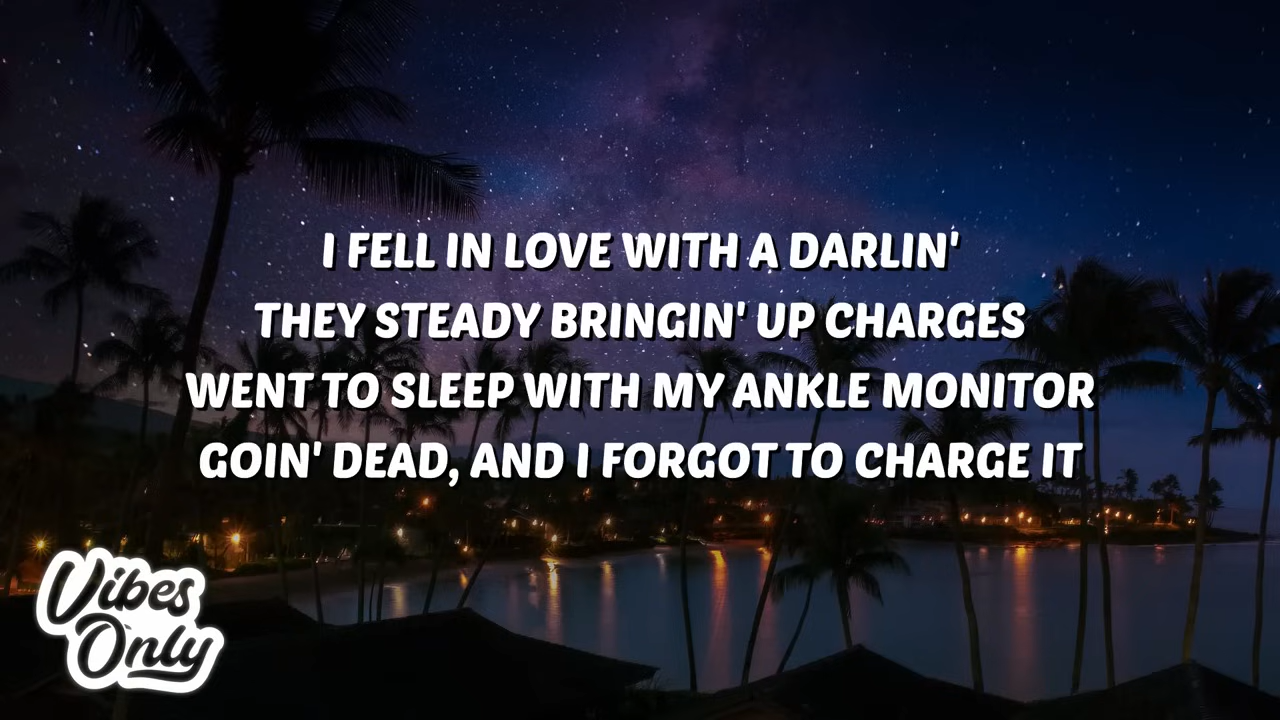 I FELL IN LOVE WITH A DARLIN'
THEY STEADY BRINGIN' UP CHARGES
WENT TO SLEEP WITH MY ANKLE MONITOR
GOIN' DEAD, AND I FORGOT TO CHARGE IT
Vibes
Only